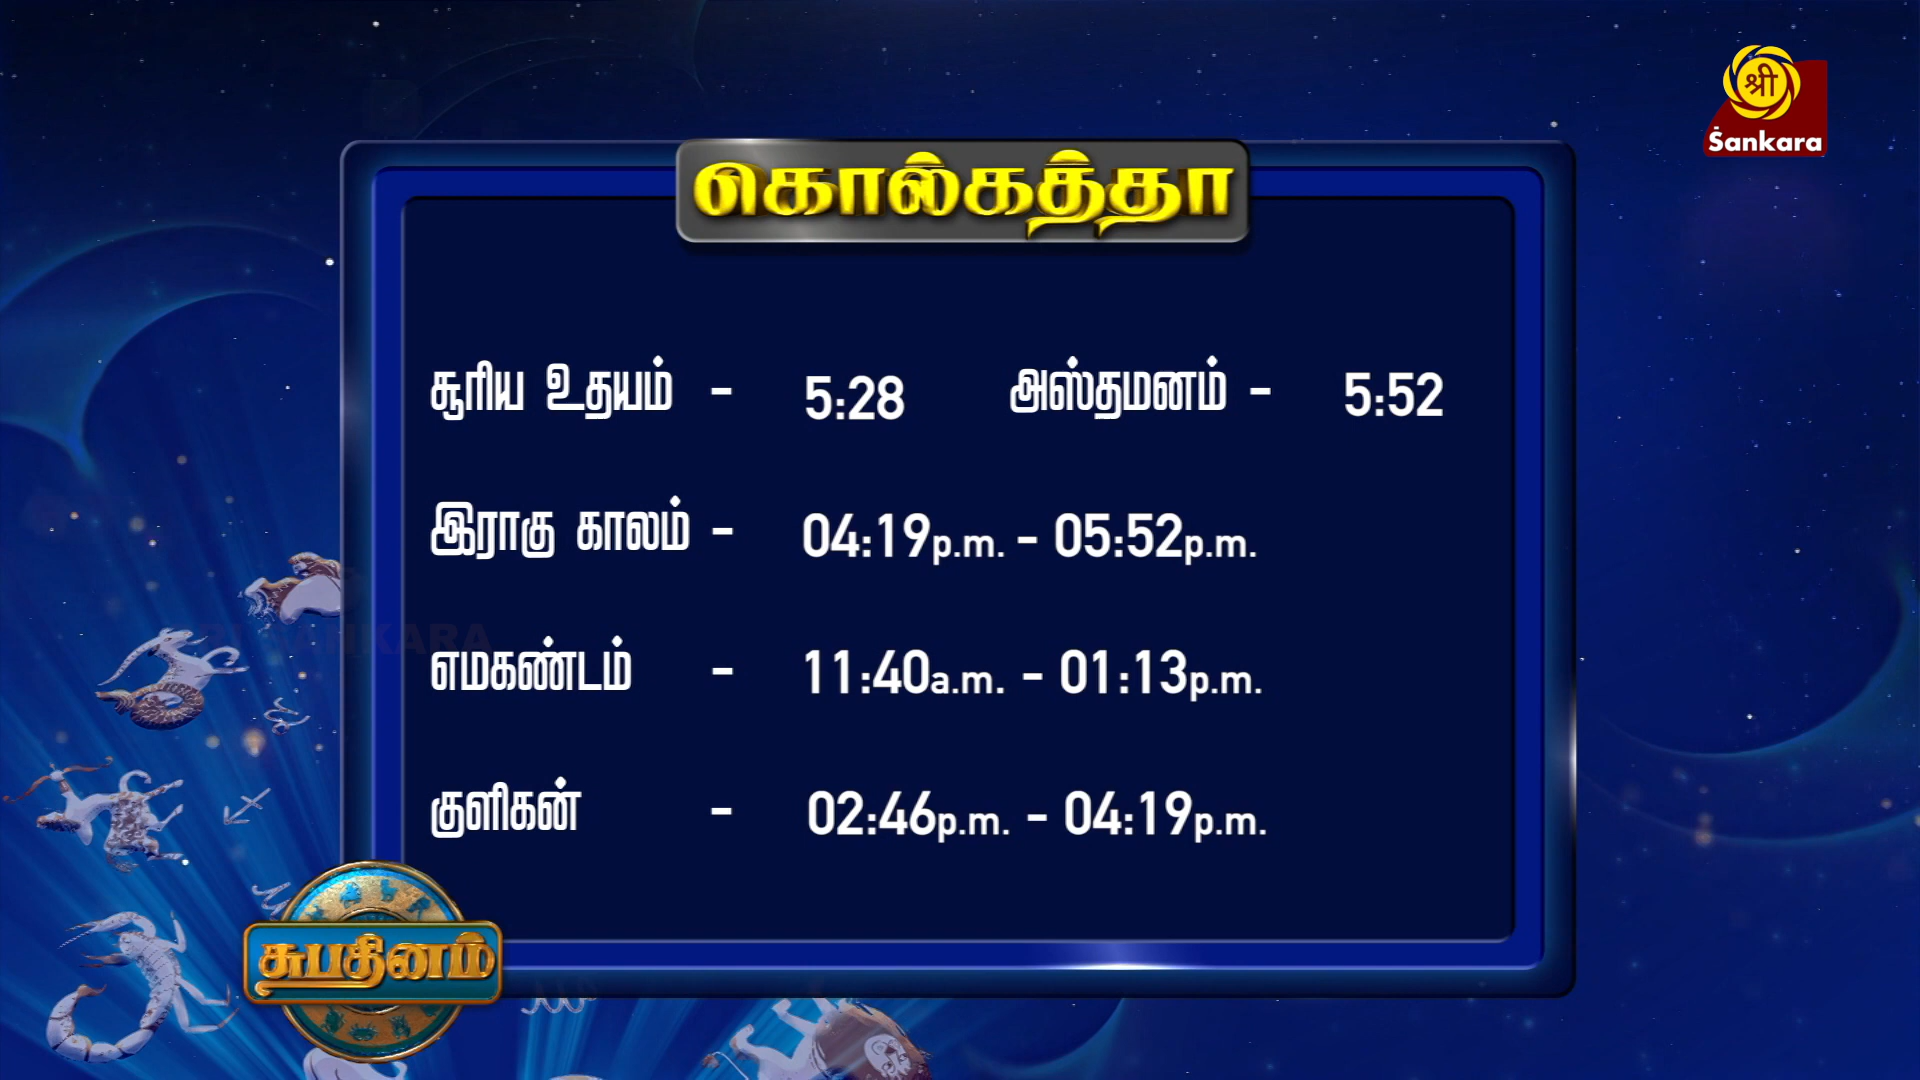 श्री
Śankara
கொல்கத்தா
சூரிய உதயம் - 5:28 அஸ்தமனம் - 5:52
இராகு காலம் - 04:19p.m. - 05:52p.m.
எமகண்டம் - 11:40a.m. - 01:13p.m.
குளிகன் - 02:46p.m. - 04:19p.m.
சுபதினம்